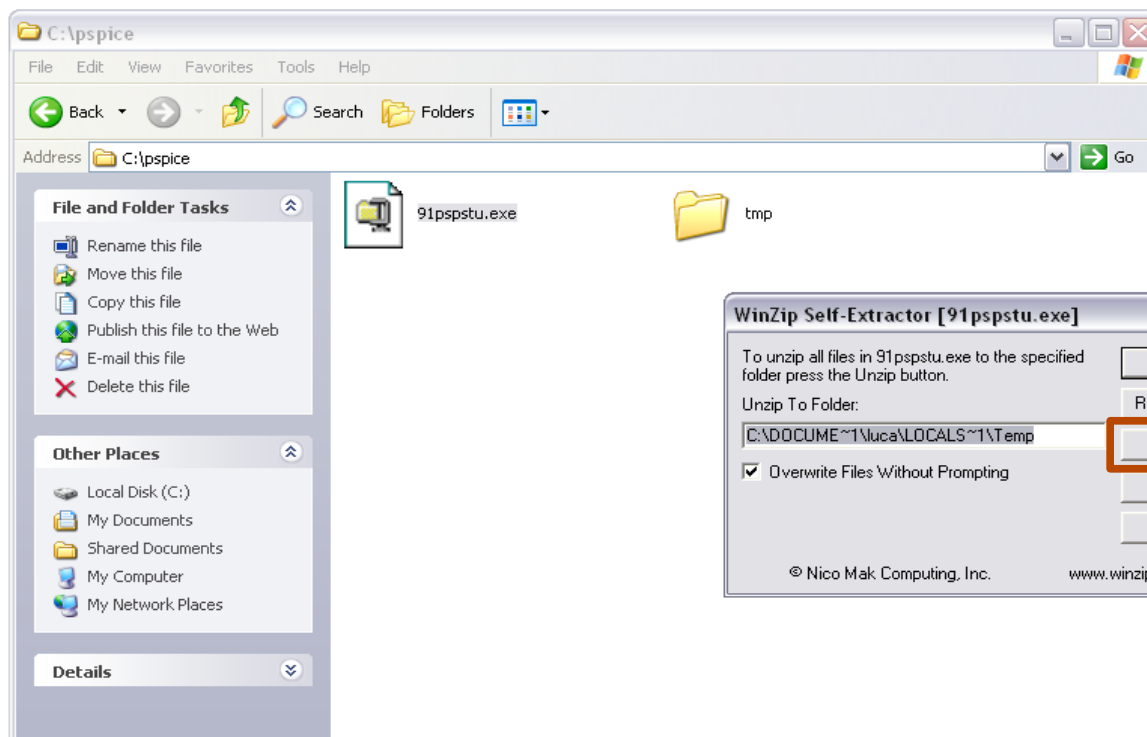 C:\pspice
File Edit View Favorites Tools Help
Back Search Folders
Address C:\pspice Go
File and Folder Tasks
Rename this file
Move this file
Copy this file
Publish this file to the Web
E-mail this file
Delete this file
Other Places
Local Disk (C:)
My Documents
Shared Documents
My Computer
My Network Places
Details
91pspstu.exe
tmp
WinZip Self-Extractor [91pspstu.exe]
To unzip all files in 91pspstu.exe to the specified
folder press the Unzip button.
R
Unzip To Folder:
C:\DOCUME~1\luca\LOCALS~1\Temp
Overwrite Files Without Prompting
© Nico Mak Computing, Inc. www.winzip